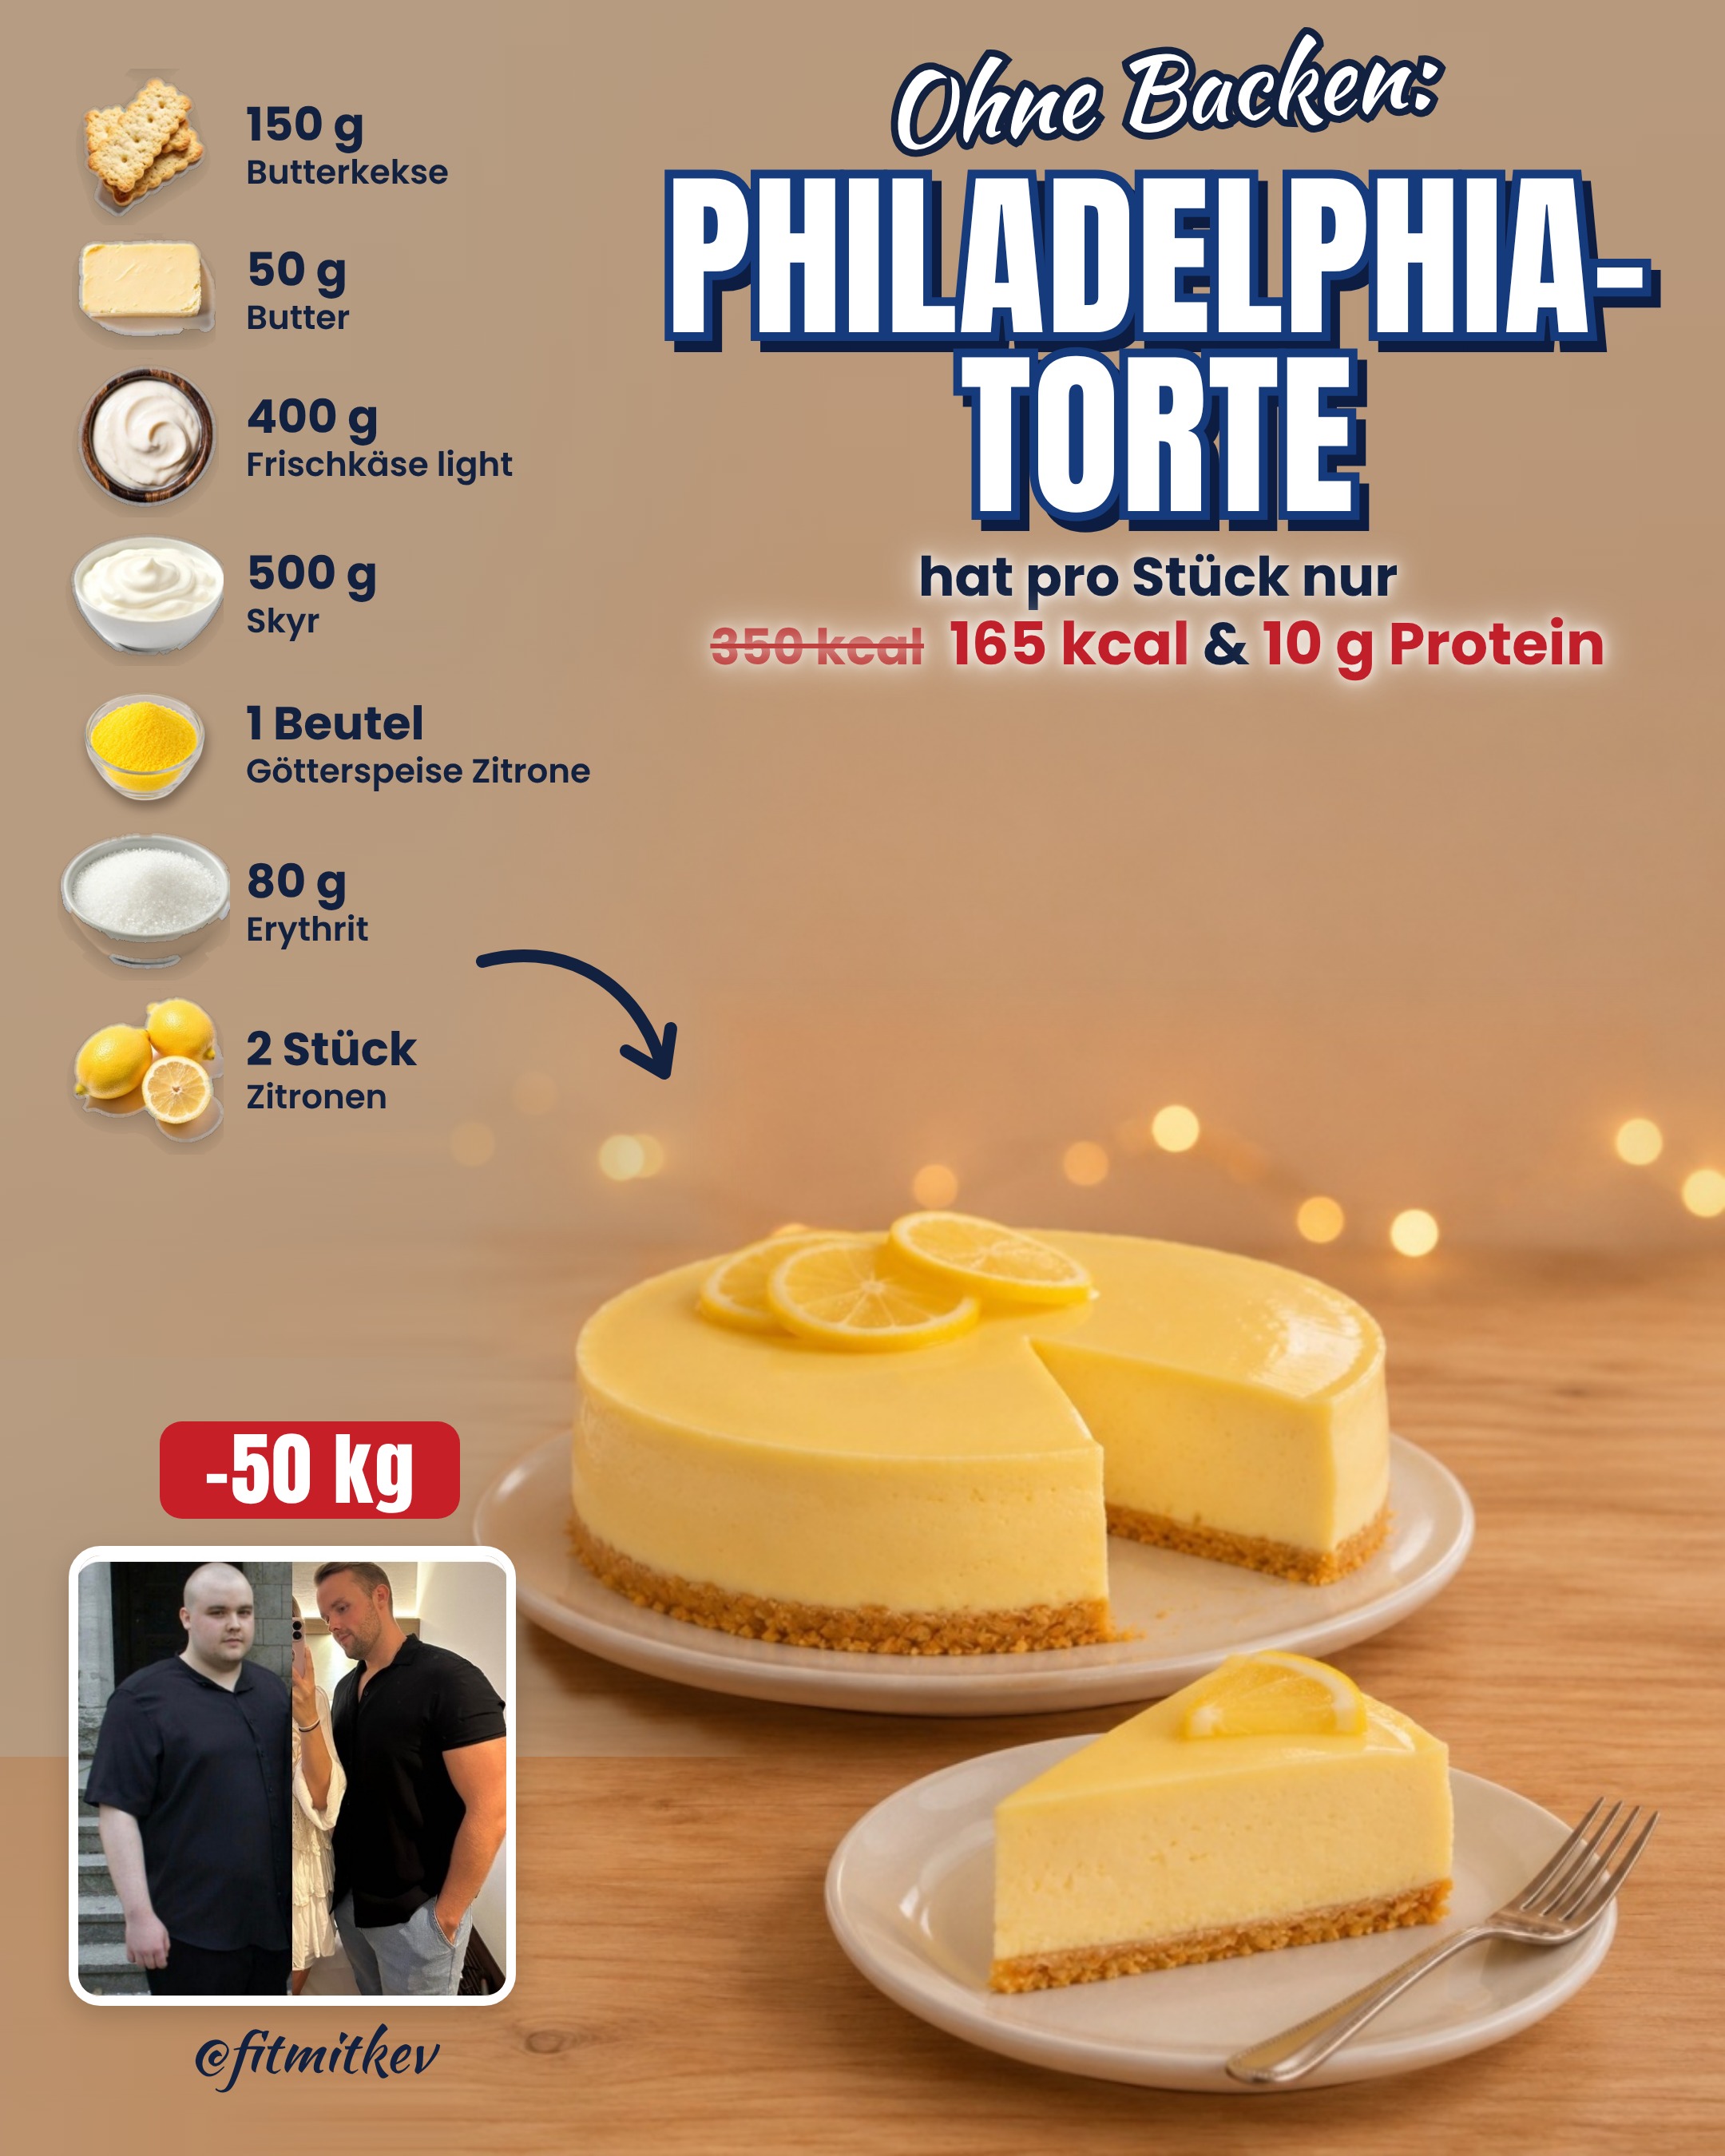 Ohne Backen:
PHILADELPHIA-
TORTE
hat pro Stück nur
350 kcal 165 kcal & 10 g Protein
150 g
Butterkekse
50 g
Butter
400 g
Frischkäse light
500 g
Skyr
1 Beutel
Götterspeise Zitrone
80 g
Erythrit
2 Stück
Zitronen
-50 kg
@fitmitkev